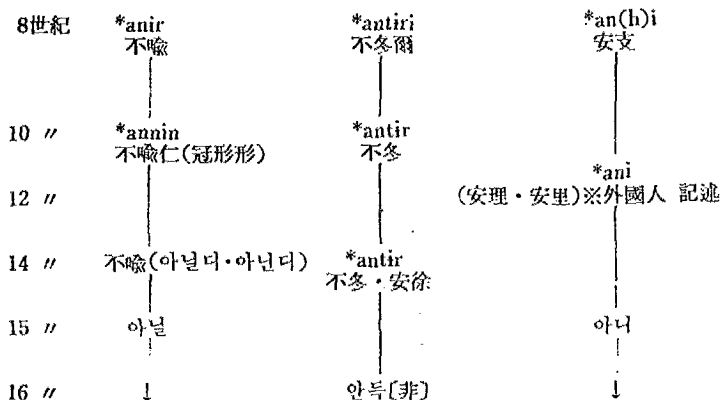 8世紀 *anir *antiri *an(h)i
不喩 不冬爾 安支
10 〃 *annin *antir
不喩仁(冠形形) 不冬
*ani
12 〃 (安理·安里)※外國人 記述
14 〃 不喩(아닐디·아닌디) *antir
不冬·安徐
15 〃 아닐 아니
16 〃 ↓ 안득〔非〕 ↓